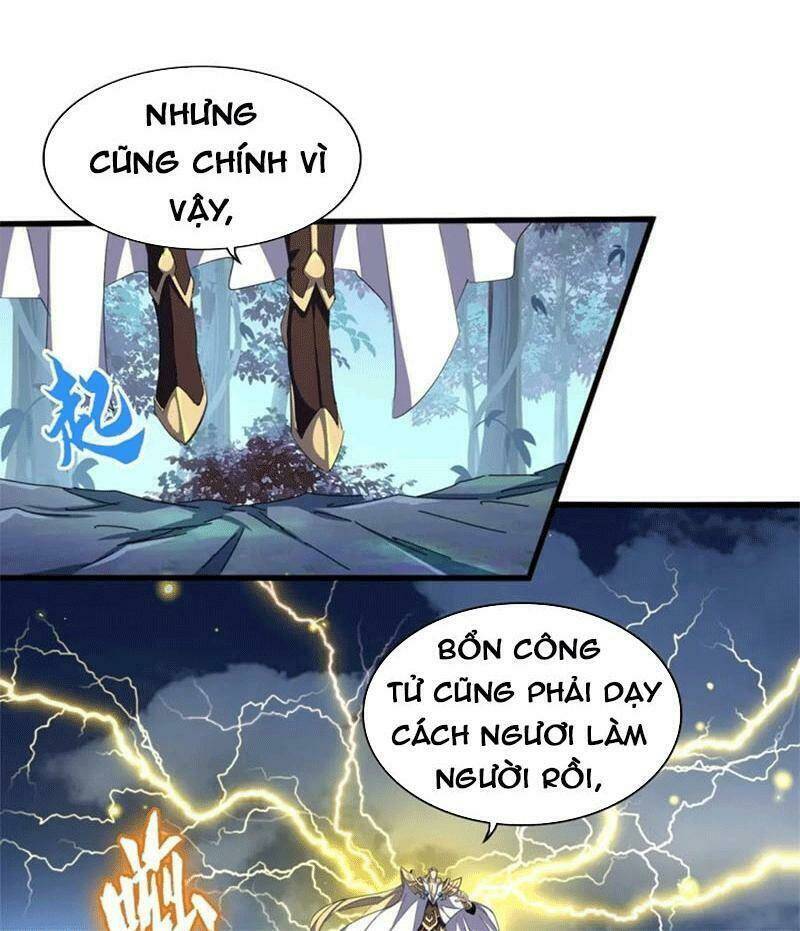 NHƯNG
CŨNG CHÍNH VÌ
VẬY,
起
BỔN CÔNG
TỬ CŨNG PHẢI DẠY
CÁCH NGƯƠI LÀM
NGƯỜI RỒI,